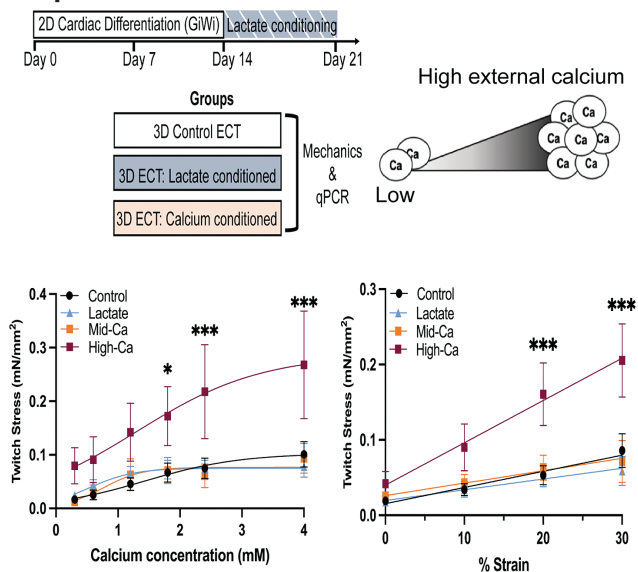 2D Cardiac Differentiation (GiWi) Lactate conditioning
Day 0 Day 7 Day 14 Day 21
High external calcium
Groups
3D Control ECT
3D ECT: Lactate conditioned
3D ECT: Calcium conditioned
Mechanics
&
qPCR
Ca Ca
Low
Ca Ca Ca Ca Ca Ca Ca
Twitch Stress (mN/mm²)
0.4
0.3
0.2
0.1
0.0
Control
Lactate
Mid-Ca
High-Ca
* *** ***
0 1 2 3 4
Calcium concentration (mM)
Twitch Stress (mN/mm²)
0.3
0.2
0.1
0.0
Control
Lactate
Mid-Ca
High-Ca
*** ***
0 10 20 30
% Strain